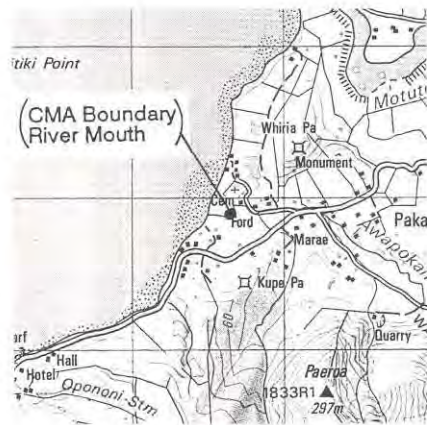 itiki Point
(CMA Boundary
River Mouth)
Motut
Whiria Pa
Monument
Cem
Ford
Paka
Marae
Awapokan
Kupe Pa
60
arf
Hall
Hotel
Opononi Stm
Quarry
Paeroa
1833R1
297m